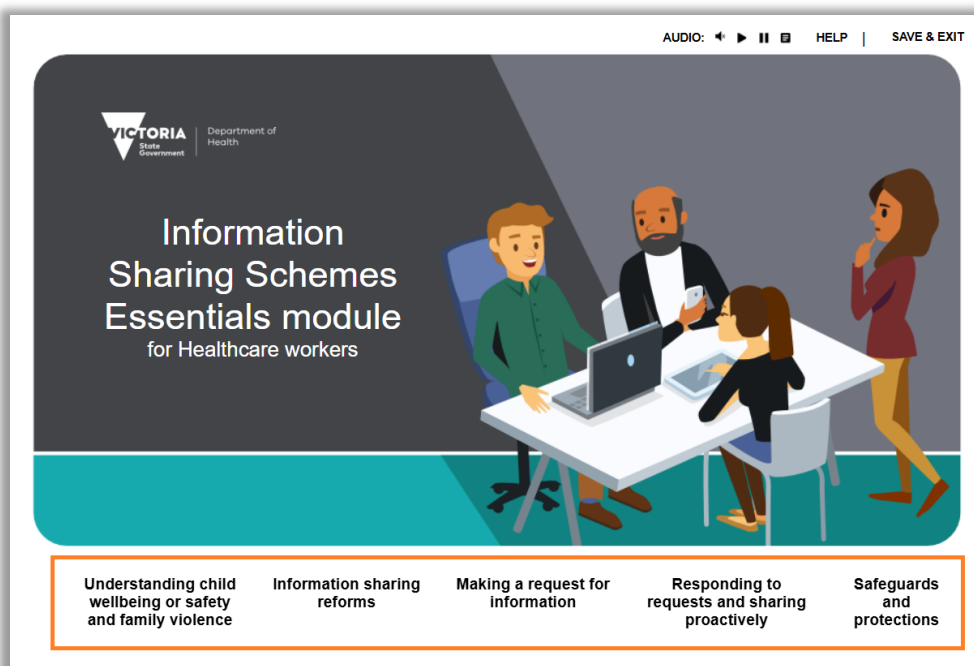 AUDIO: HELP | SAVE & EXIT
VICTORIA
State
Government
Department of
Health
Information
Sharing Schemes
Essentials module
for Healthcare workers
Understanding child
wellbeing or safety
and family violence
Information sharing
reforms
Making a request for
information
Responding to
requests and sharing
proactively
Safeguards
and
protections